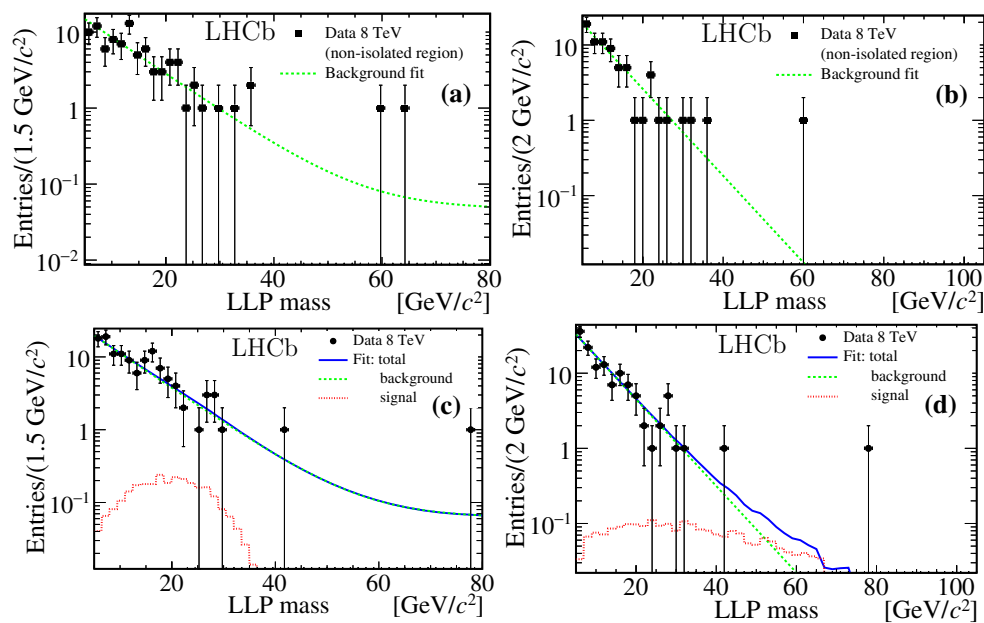 LHCb
Data 8 TeV
(non-isolated region)
Background fit
(a)
Entries/(1.5 GeV/c²)
10
1
10⁻¹
10⁻²
20 40 60 80
LLP mass [GeV/c²]
LHCb
Data 8 TeV
(non-isolated region)
Background fit
(b)
Entries/(2 GeV/c²)
10
1
10⁻¹
20 40 60 80 100
LLP mass [GeV/c²]
LHCb
Data 8 TeV
Fit: total
background
signal
(c)
Entries/(1.5 GeV/c²)
10
1
10⁻¹
20 40 60 80
LLP mass [GeV/c²]
LHCb
Data 8 TeV
Fit: total
background
signal
(d)
Entries/(2 GeV/c²)
10
1
10⁻¹
20 40 60 80 100
LLP mass [GeV/c²]